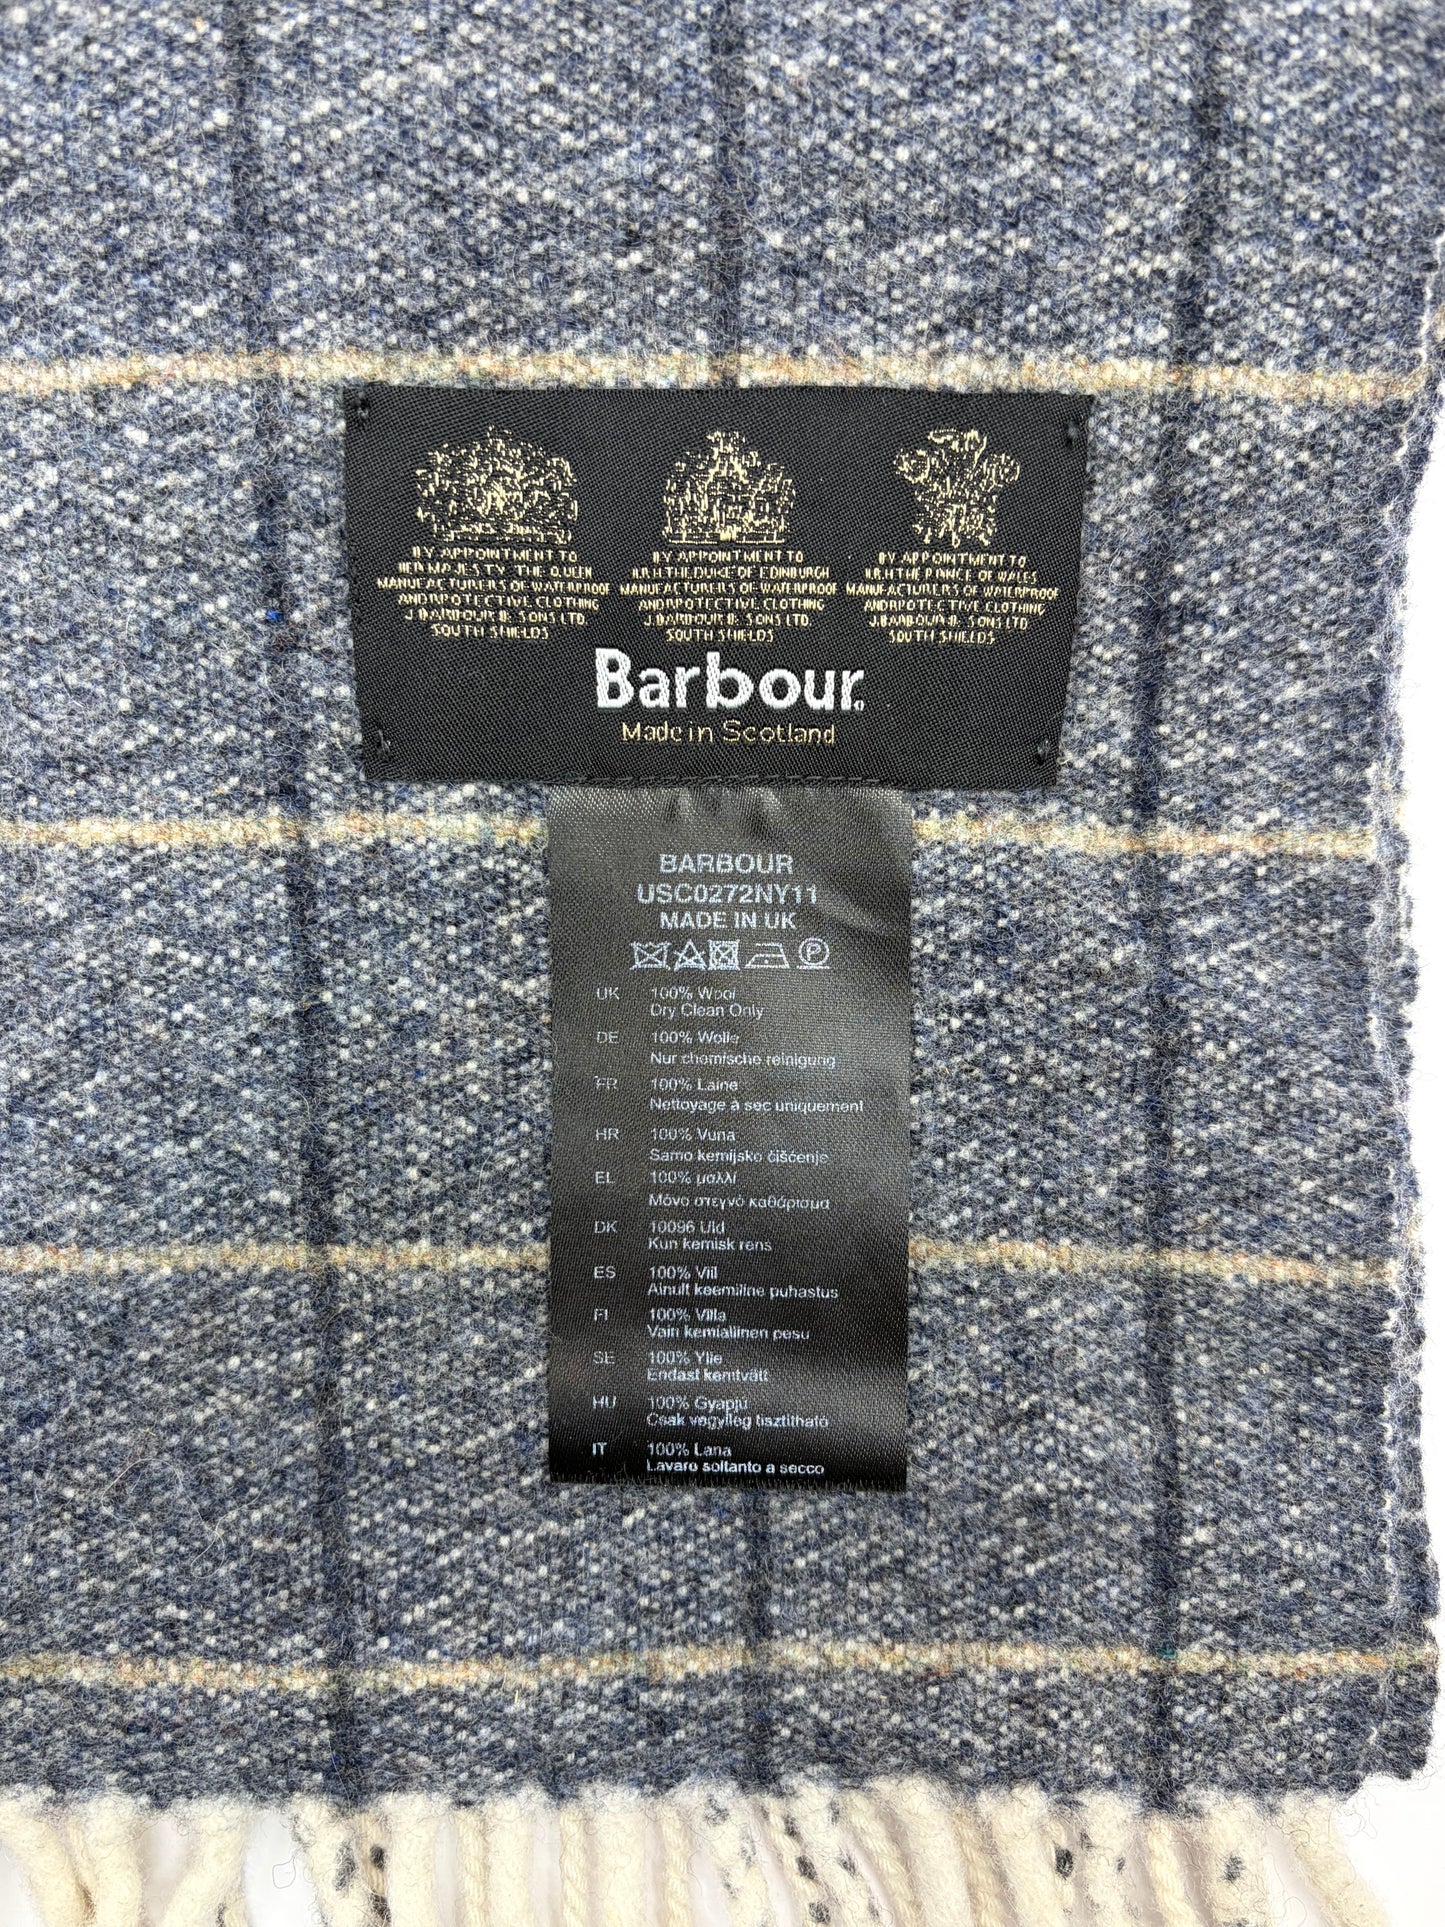 BY APPOINTMENT TO
HER MAJESTY THE QUEEN
MANUFACTURERS OF WATERPROOF
AND PROTECTIVE CLOTHING
J. BARBOUR & SONS LTD.
SOUTH SHIELDS
BY APPOINTMENT TO
H.R.H THE DUKE OF EDINBURGH
MANUFACTURERS OF WATERPROOF
AND PROTECTIVE CLOTHING
J. BARBOUR & SONS LTD.
SOUTH SHIELDS
BY APPOINTMENT TO
H.R.H THE PRINCE OF WALES
MANUFACTURERS OF WATERPROOF
AND PROTECTIVE CLOTHING
J. BARBOUR & SONS LTD.
SOUTH SHIELDS
Barbour
Made in Scotland
BARBOUR
USC0272NY11
MADE IN UK
P
UK 100% Wool
Dry Clean Only
DE 100% Wolle
Nur chemische reinigung
FR 100% Laine
Nettoyage à sec uniquement
HR 100% Vuna
Samo kemijsko čišćenje
EL 100% μαλλί
Μόνο στεγνό καθάρισμα
DK 10096 Uld
Kun kemisk rens
ES 100% Vill
Ainult keemiline puhastus
FI 100% Villa
Vain kemiallinen pesu
SE 100% Ylle
Endast kemtvätt
HU 100% Gyapjú
Csak vegyileg tisztítható
IT 100% Lana
Lavare soltanto a secco